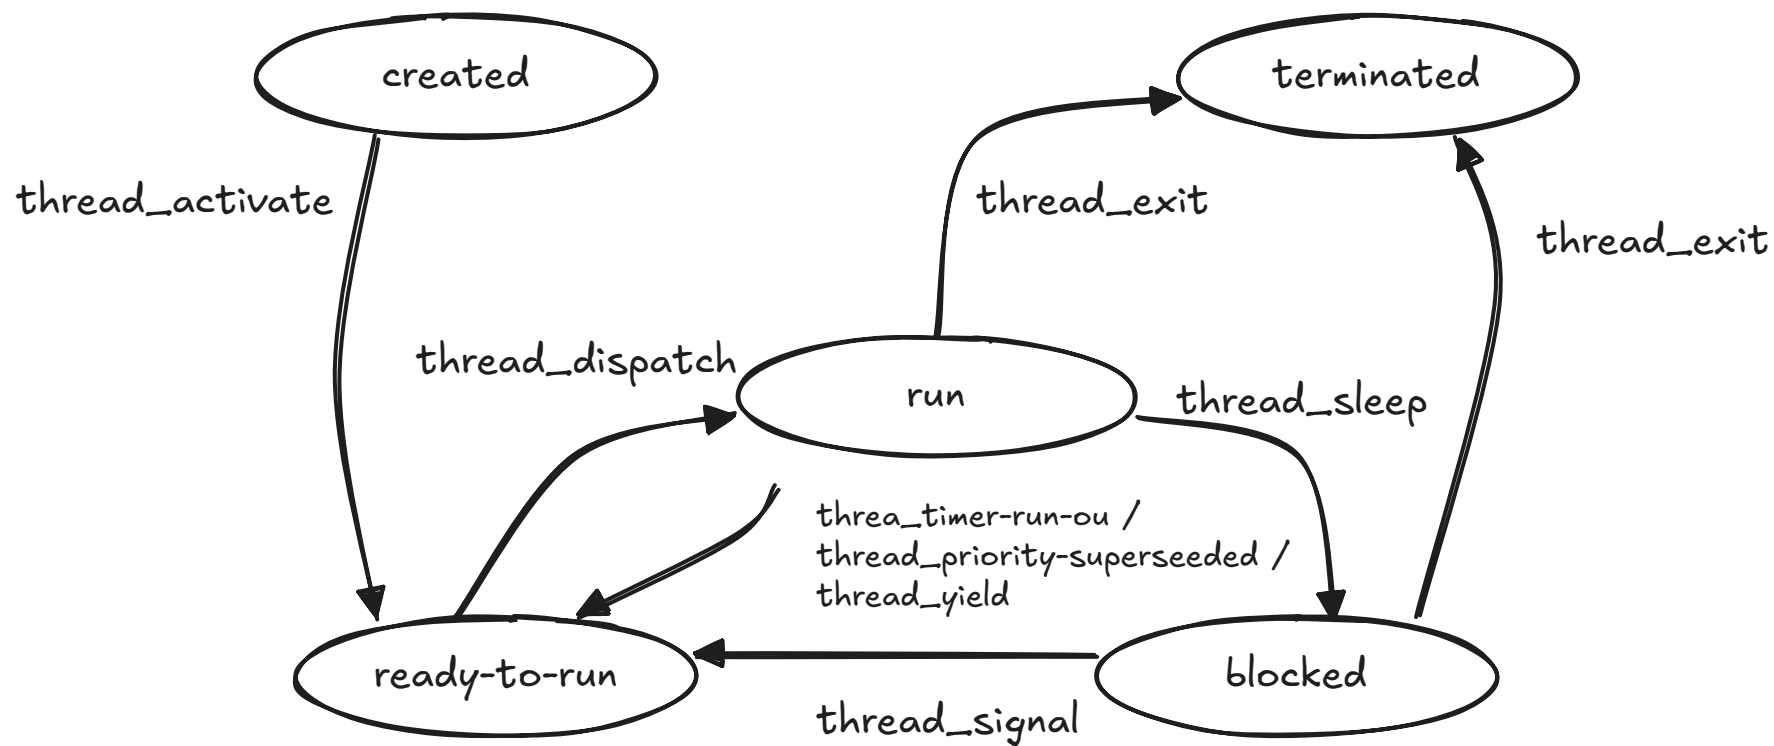 created
terminated
thread_activate
thread_exit
thread_exit
thread_dispatch
run
thread_sleep
threa_timer-run-ou /
thread_priority-superseeded /
thread_yield
ready-to-run
blocked
thread_signal